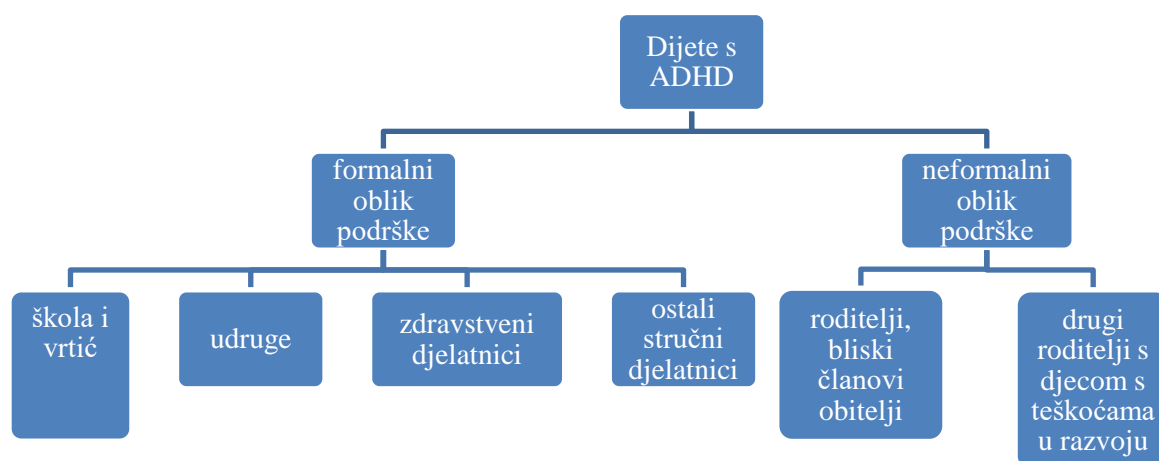 Dijete s
ADHD
formalni
oblik
podrške
neformalni
oblik
podrške
škola i
vrtić
udruge
zdravstveni
djelatnici
ostali
stručni
djelatnici
roditelji,
bliski
članovi
obitelji
drugi
roditelji s
djecom s
teškoćama
u razvoju